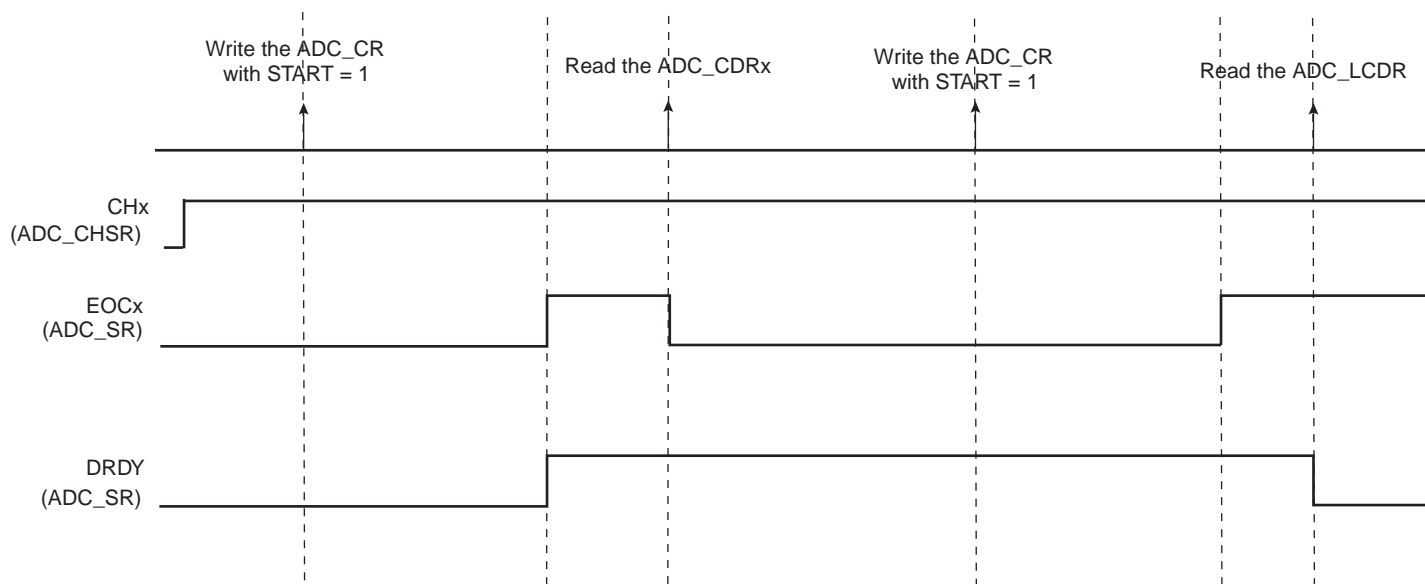 Write the ADC_CR
with START = 1
Read the ADC_CDRx
Write the ADC_CR
with START = 1
Read the ADC_LCDR
CHx
(ADC_CHSR)
EOCx
(ADC_SR)
DRDY
(ADC_SR)